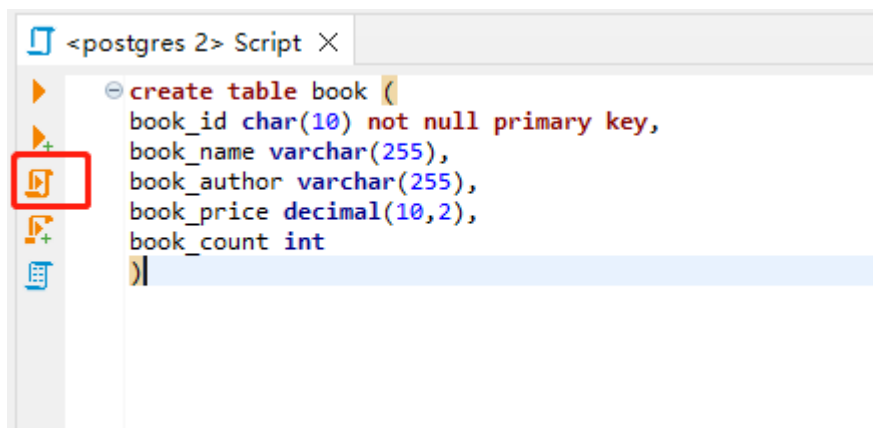 <postgres 2> Script
create table book (
book_id char(10) not null primary key,
book_name varchar(255),
book_author varchar(255),
book_price decimal(10,2),
book_count int
)